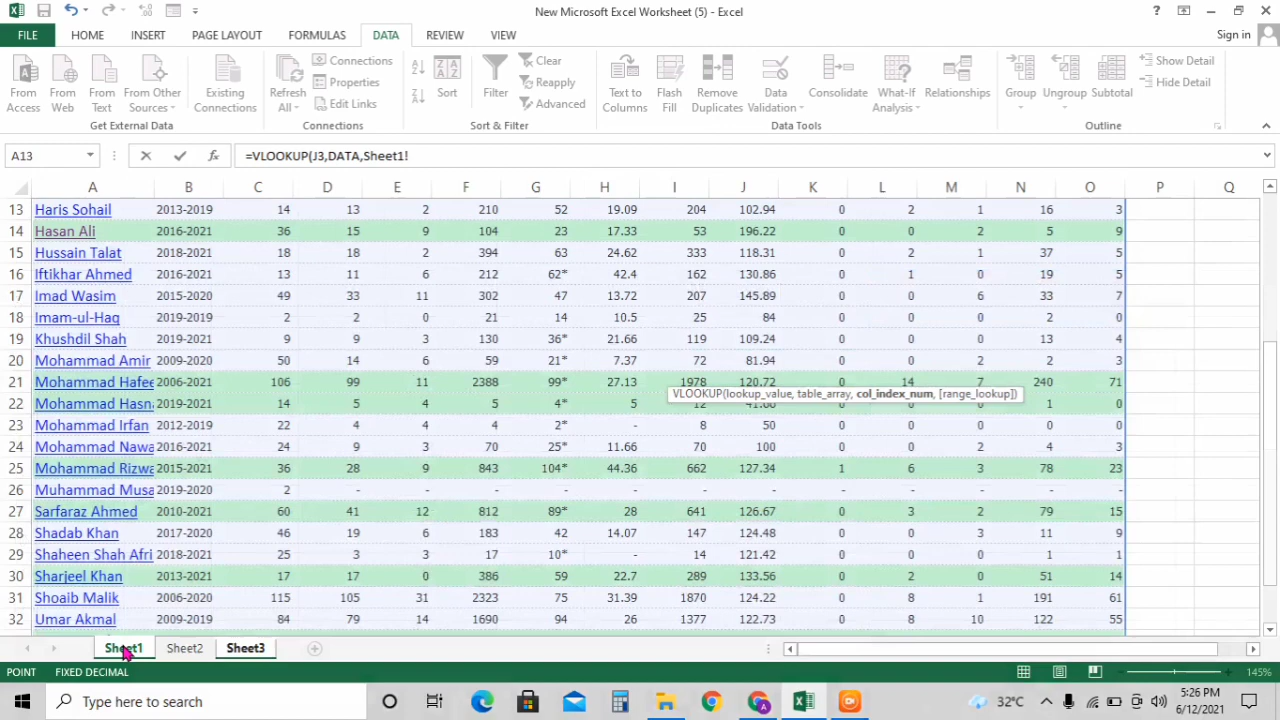 New Microsoft Excel Worksheet (5) - Excel
FILE HOME INSERT PAGE LAYOUT FORMULAS DATA REVIEW VIEW Sign in
From Access From Web From Text From Other Sources Existing Connections Refresh All Connections Properties Edit Links Sort Filter Clear Reapply Advanced Text to Columns Flash Fill Remove Duplicates Data Validation Consolidate What-If Analysis Relationships Group Ungroup Subtotal Show Detail Hide Detail
Get External Data Connections Sort & Filter Data Tools Outline
A13 =VLOOKUP(J3,DATA,Sheet1!
A B C D E F G H I J K L M N O P Q
13 Haris Sohail 2013-2019 14 13 2 210 52 19.09 204 102.94 0 2 1 16 3
14 Hasan Ali 2016-2021 36 15 9 104 23 17.33 53 196.22 0 0 2 5 9
15 Hussain Talat 2018-2021 18 18 2 394 63 24.62 333 118.31 0 2 1 37 5
16 Iftikhar Ahmed 2016-2021 13 11 6 212 62* 42.4 162 130.86 0 1 0 19 5
17 Imad Wasim 2015-2020 49 33 11 302 47 13.72 207 145.89 0 0 6 33 7
18 Imam-ul-Haq 2019-2019 2 2 0 21 14 10.5 25 84 0 0 0 2 0
19 Khushdil Shah 2019-2021 9 9 3 130 36* 21.66 119 109.24 0 0 0 13 4
20 Mohammad Amir 2009-2020 50 14 6 59 21* 7.37 72 81.94 0 0 2 2 3
21 Mohammad Hafee 2006-2021 106 99 11 2388 99* 27.13 1978 120.72 0 14 7 240 71
VLOOKUP(lookup_value, table_array, col_index_num, [range_lookup])
22 Mohammad Hasna 2019-2021 14 5 4 5 4* 5 12 41.66 0 0 0 1 0
23 Mohammad Irfan 2012-2019 22 4 4 4 2* - 8 50 0 0 0 0 0
24 Mohammad Nawa 2016-2021 24 9 3 70 25* 11.66 70 100 0 0 2 4 3
25 Mohammad Rizwa 2015-2021 36 28 9 843 104* 44.36 662 127.34 1 6 3 78 23
26 Muhammad Musa 2019-2020 2 - - - - - - - - - - - -
27 Sarfaraz Ahmed 2010-2021 60 41 12 812 89* 28 641 126.67 0 3 2 79 15
28 Shadab Khan 2017-2020 46 19 6 183 42 14.07 147 124.48 0 0 3 11 9
29 Shaheen Shah Afri 2018-2021 25 3 3 17 10* - 14 121.42 0 0 0 1 1
30 Sharjeel Khan 2013-2021 17 17 0 386 59 22.7 289 133.56 0 2 0 51 14
31 Shoaib Malik 2006-2020 115 105 31 2323 75 31.39 1870 124.22 0 8 1 191 61
32 Umar Akmal 2009-2019 84 79 14 1690 94 26 1377 122.73 0 8 10 122 55
Sheet1 Sheet2 Sheet3
POINT FIXED DECIMAL 145%
Type here to search 32°C 5:26 PM
6/12/2021